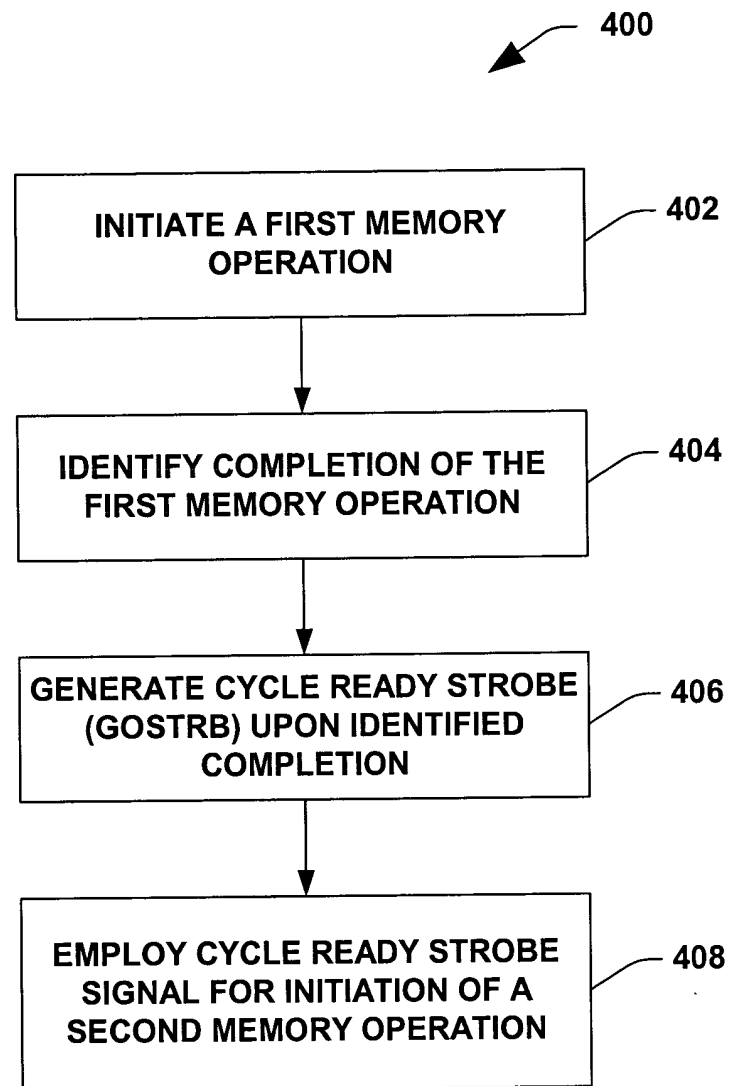 400
INITIATE A FIRST MEMORY
OPERATION
402
IDENTIFY COMPLETION OF THE
FIRST MEMORY OPERATION
404
GENERATE CYCLE READY STROBE
(GOSTRB) UPON IDENTIFIED
COMPLETION
406
EMPLOY CYCLE READY STROBE
SIGNAL FOR INITIATION OF A
SECOND MEMORY OPERATION
408